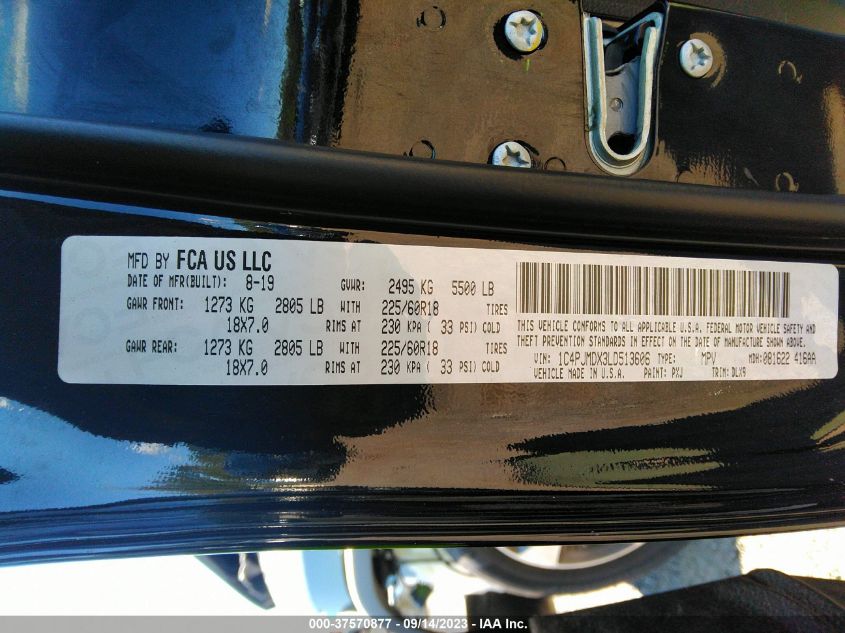 MFD BY FCA US LLC
DATE OF MFR(BUILT): 8-19 GVWR: 2495 KG 5500 LB
GAWR FRONT: 1273 KG 2805 LB WITH 225/60R18 TIRES
18X7.0 RIMS AT 230 KPA ( 33 PSI) COLD
GAWR REAR: 1273 KG 2805 LB WITH 225/60R18 TIRES
18X7.0 RIMS AT 230 KPA ( 33 PSI) COLD
THIS VEHICLE CONFORMS TO ALL APPLICABLE U.S.A. FEDERAL MOTOR VEHICLE SAFETY AND
THEFT PREVENTION STANDARDS IN EFFECT ON THE DATE OF MANUFACTURE SHOWN ABOVE.
VIN: 1C4PJMDX3LD513606 TYPE: MPV MDH: 081622 416AA
VEHICLE MADE IN U.S.A. PAINT: PXJ TRIM: DLX9
000-37570877 - 09/14/2023 - IAA Inc.